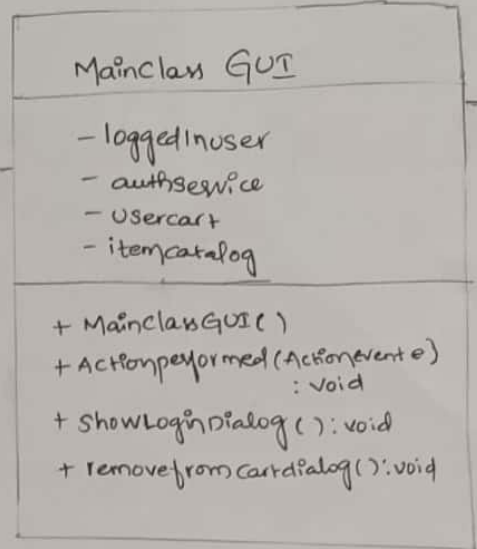 MainClass GUI
- loggedInuser
- authservice
- Usercart
- itemcatalog
+ MainClassGUI()
+ Actionperformed(Actionevent e)
: void
+ ShowLoginDialog(): void
+ removefromcartdialog(): void